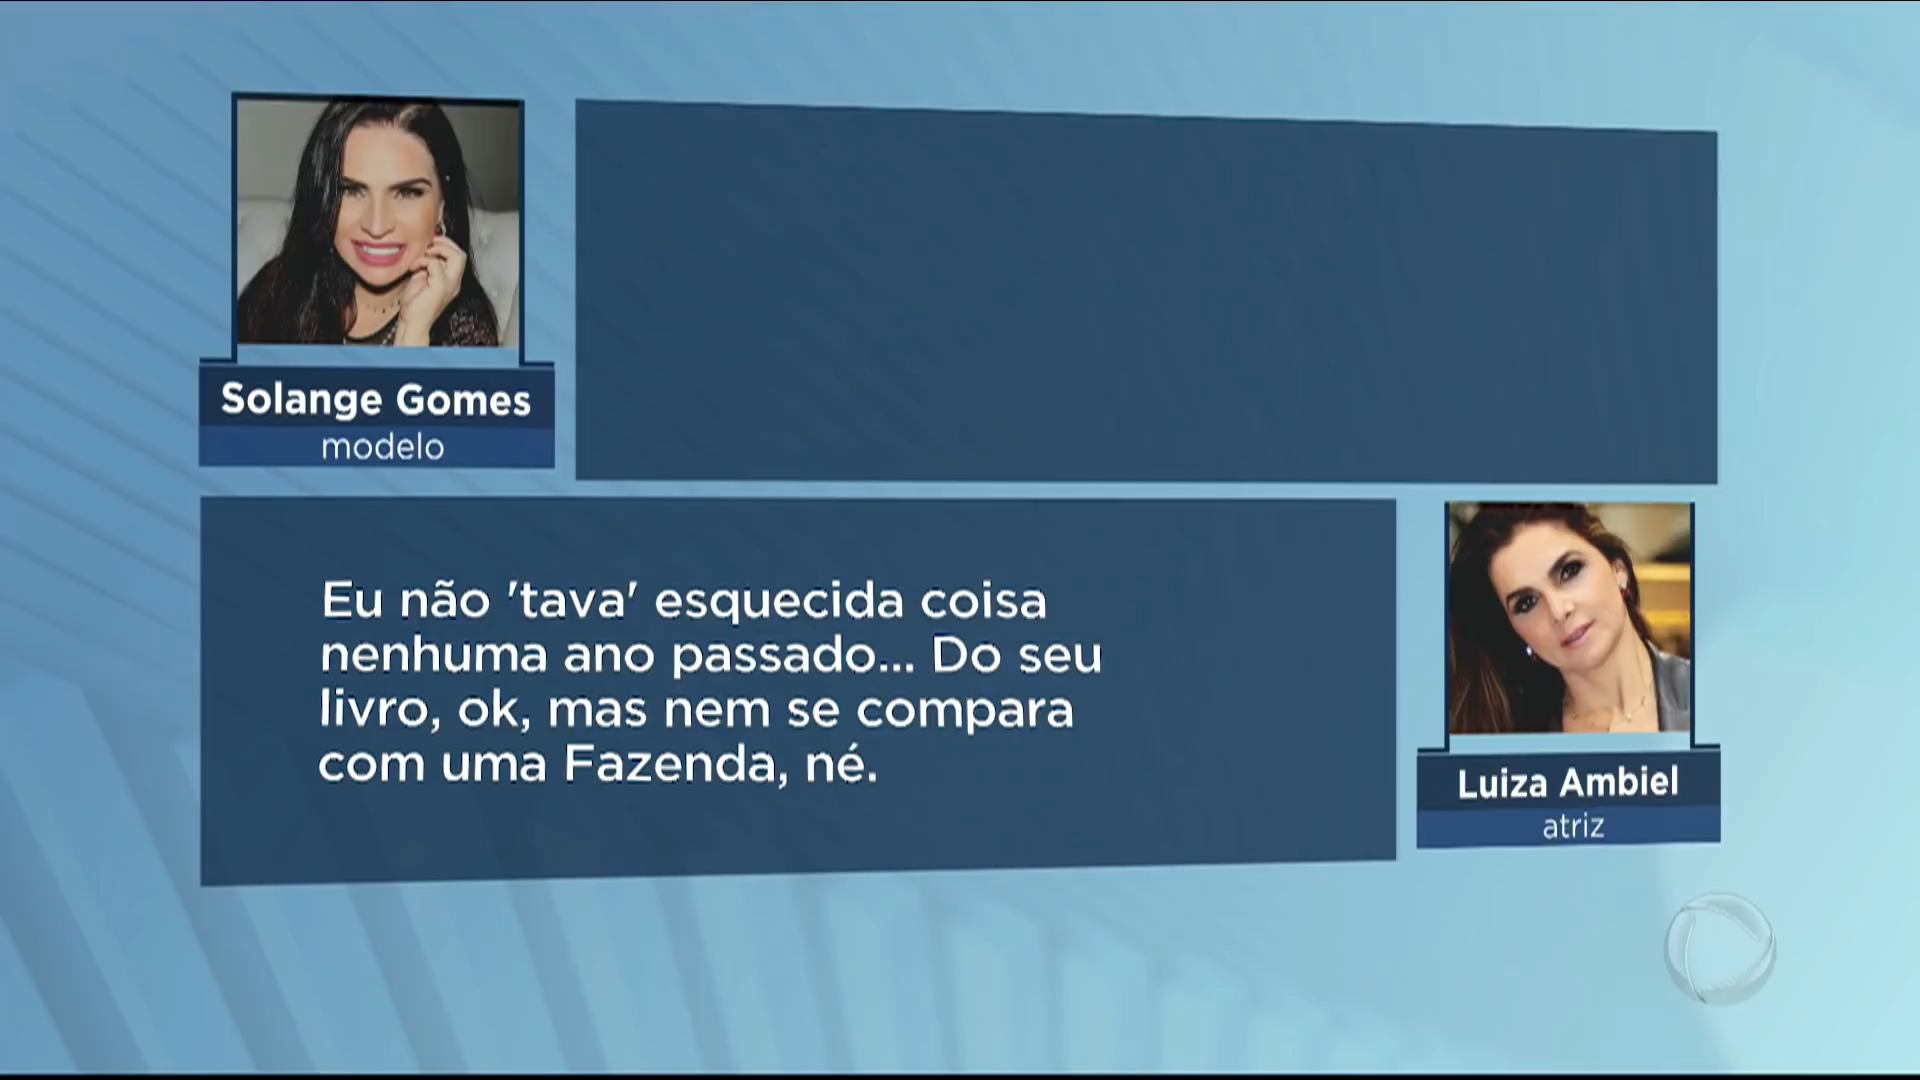 Solange Gomes
modelo
Eu não 'tava' esquecida coisa
nenhuma ano passado... Do seu
livro, ok, mas nem se compara
com uma Fazenda, né.
Luiza Ambiel
atriz